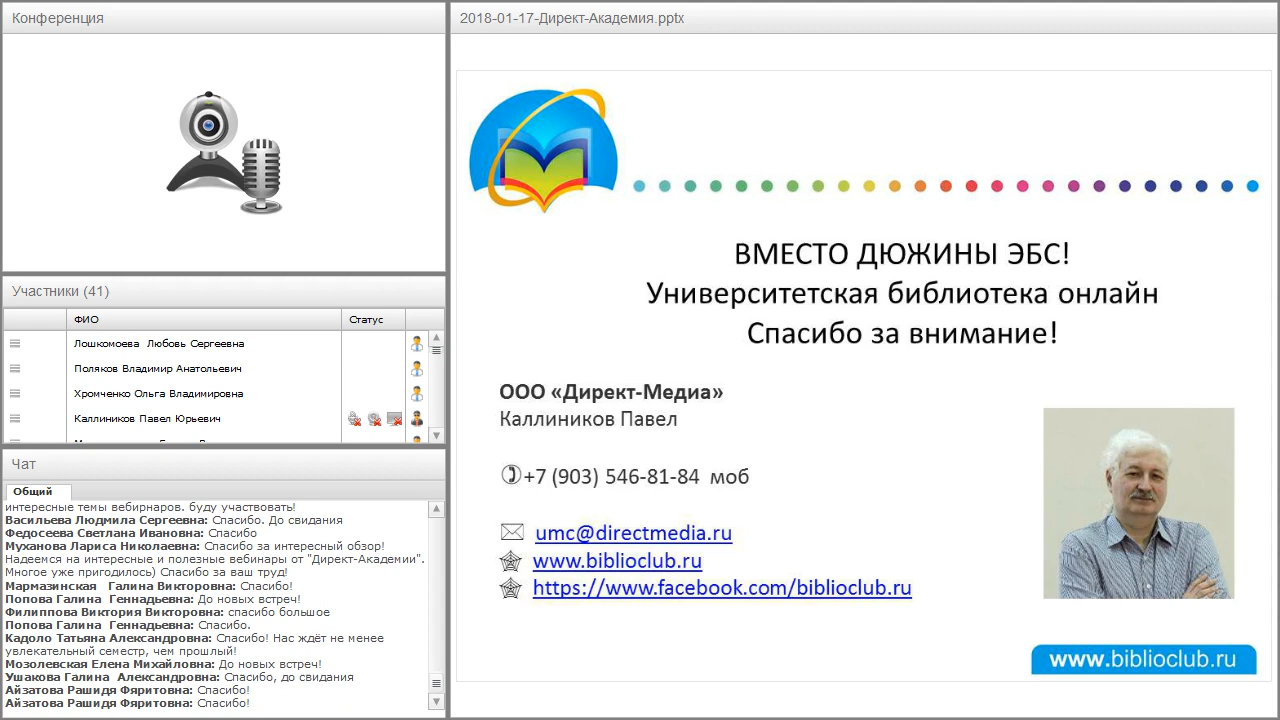 Конференция
Участники (41)
ФИО
Статус
Лошкомоева Любовь Сергеевна
Поляков Владимир Анатольевич
Хромченко Ольга Владимировна
Каллиников Павел Юрьевич
Чат
Общий
интересные темы вебирнаров. буду участвовать!
Васильева Людмила Сергеевна: Спасибо. До свидания
Федосеева Светлана Ивановна: Спасибо
Муханова Лариса Николаевна: Спасибо за интересный обзор!
Надеемся на интересные и полезные вебинары от "Директ-Академии".
Многое уже пригодилось) Спасибо за ваш труд!
Мармазинская Галина Викторовна: Спасибо!
Попова Галина Геннадьевна: До новых встреч!
Филиппова Виктория Викторовна: спасибо большое
Попова Галина Геннадьевна: Спасибо.
Кадоло Татьяна Александровна: Спасибо! Нас ждёт не менее
увлекательный семестр, чем прошлый!
Мозолевская Елена Михайловна: До новых встреч!
Ушакова Галина Александровна: Спасибо, до свидания
Айзатова Рашидя Фяритовна: Спасибо!
Айзатова Рашидя Фяритовна: Спасибо!
2018-01-17-Директ-Академия.pptx
ВМЕСТО ДЮЖИНЫ ЭБС!
Университетская библиотека онлайн
Спасибо за внимание!
ООО «Директ-Медиа»
Каллиников Павел
+7 (903) 546-81-84 моб
umc@directmedia.ru
www.biblioclub.ru
https://www.facebook.com/biblioclub.ru
www.biblioclub.ru